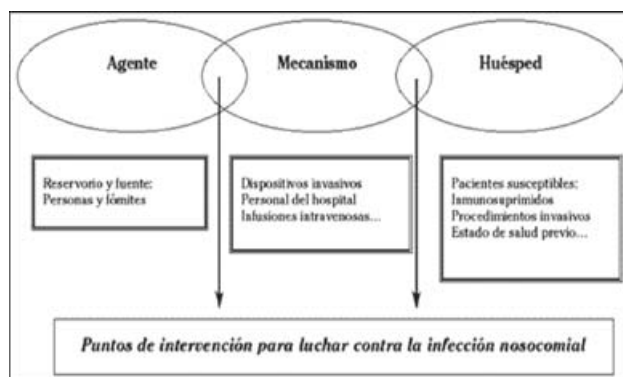 Agente
Mecanismo
Huésped
Reservorio y fuente:
Personas y fómites
Dispositivos invasivos
Personal del hospital
Infusiones intravenosas...
Pacientes susceptibles:
Inmunosuprimidos
Procedimientos invasivos
Estado de salud previo...
Puntos de intervención para luchar contra la infección nosocomial